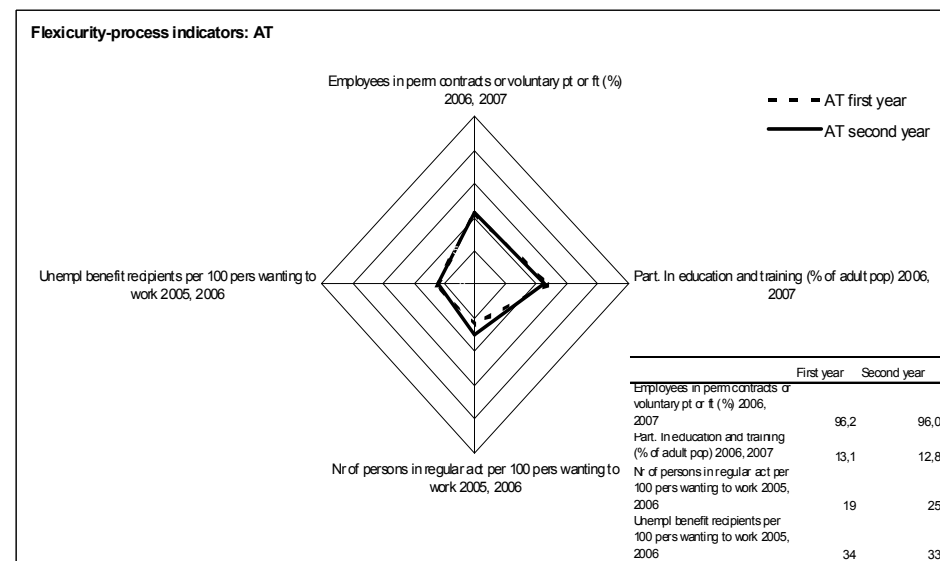 Flexicurity-process indicators: AT
Employees in perm contracts or voluntary pt or ft (%)
2006, 2007
AT first year
AT second year
Unempl benefit recipients per 100 pers wanting to
work 2005, 2006
Part. In education and training (% of adult pop) 2006,
2007
Nr of persons in regular act per 100 pers wanting to
work 2005, 2006
First year Second year
Employees in perm contracts or
voluntary pt or ft (%) 2006,
2007 96,2 96,0
Part. In education and training
(% of adult pop) 2006, 2007 13,1 12,8
Nr of persons in regular act per
100 pers wanting to work 2005,
2006 19 25
Unempl benefit recipients per
100 pers wanting to work 2005,
2006 34 33